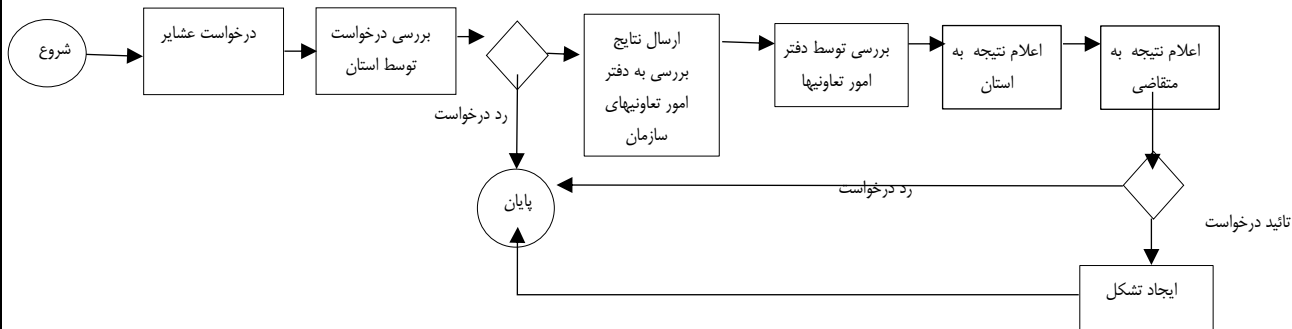 شروع
درخواست عشایر
بررسی درخواست
توسط استان
ارسال نتایج
بررسی به دفتر
امور تعاونیهای
سازمان
بررسی توسط دفتر
امور تعاونیها
اعلام نتیجه به
استان
اعلام نتیجه به
متقاضی
رد درخواست
پایان
رد درخواست
تائید درخواست
ایجاد تشکل